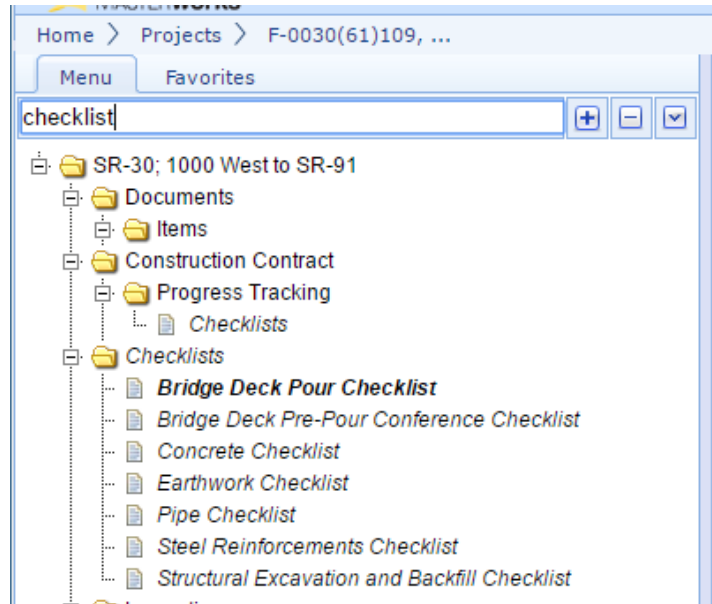 MASTERWORKS
Home > Projects > F-0030(61)109, ...
Menu Favorites
checklist
SR-30; 1000 West to SR-91
Documents
Items
Construction Contract
Progress Tracking
Checklists
Checklists
Bridge Deck Pour Checklist
Bridge Deck Pre-Pour Conference Checklist
Concrete Checklist
Earthwork Checklist
Pipe Checklist
Steel Reinforcements Checklist
Structural Excavation and Backfill Checklist